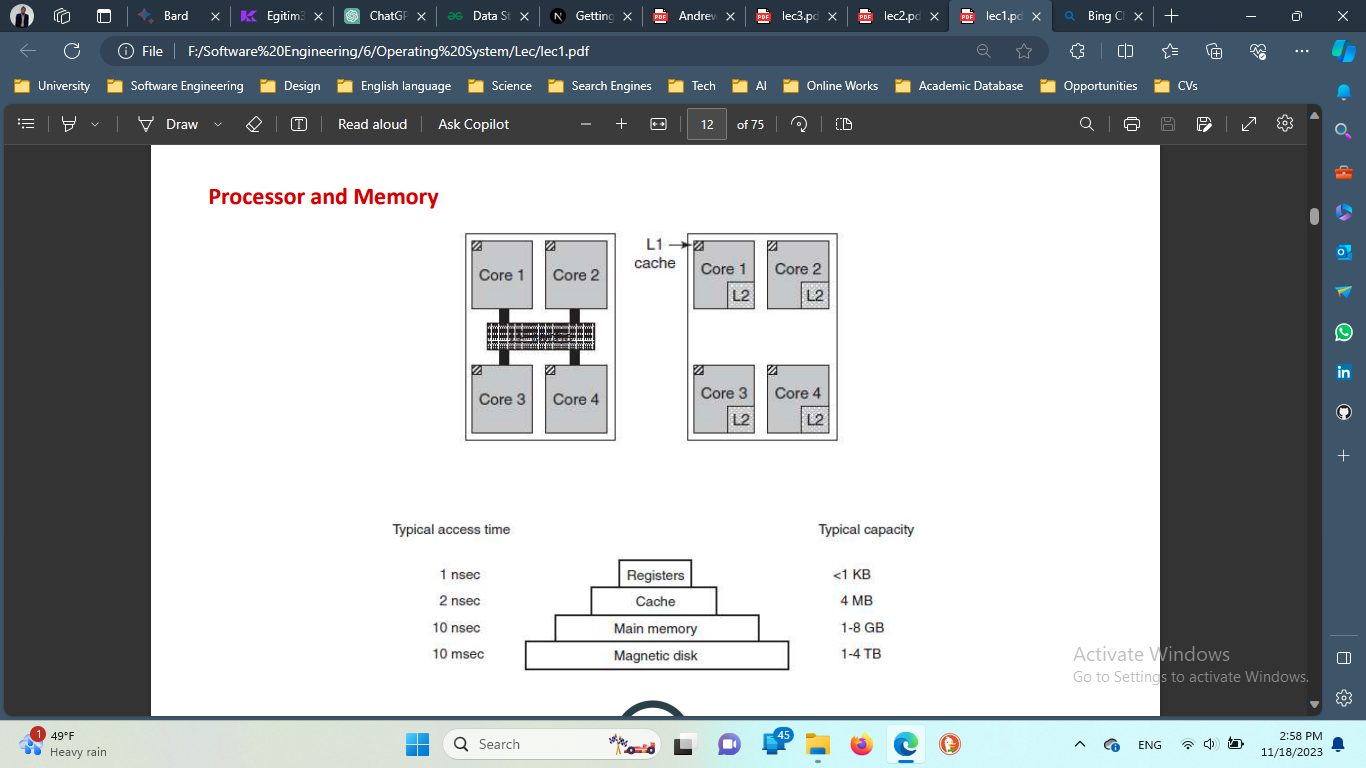 Bard
Egitim
ChatGP
Data St
Getting
Andrew
lec3.pd
lec2.pd
lec1.pd
Bing Ch
File F:/Software%20Engineering/6/Operating%20System/Lec/lec1.pdf
University Software Engineering Design English language Science Search Engines Tech AI Online Works Academic Database Opportunities CVs
Draw Read aloud Ask Copilot 12 of 75
Processor and Memory
Core 1 Core 2
Core 3 Core 4
L1
cache
Core 1 Core 2
L2 L2
Core 3 Core 4
L2 L2
Typical access time Typical capacity
1 nsec Registers <1 KB
2 nsec Cache 4 MB
10 nsec Main memory 1-8 GB
10 msec Magnetic disk 1-4 TB
Activate Windows
Go to Settings to activate Windows.
1
49°F
Heavy rain
Search
45
ENG
2:58 PM
11/18/2023